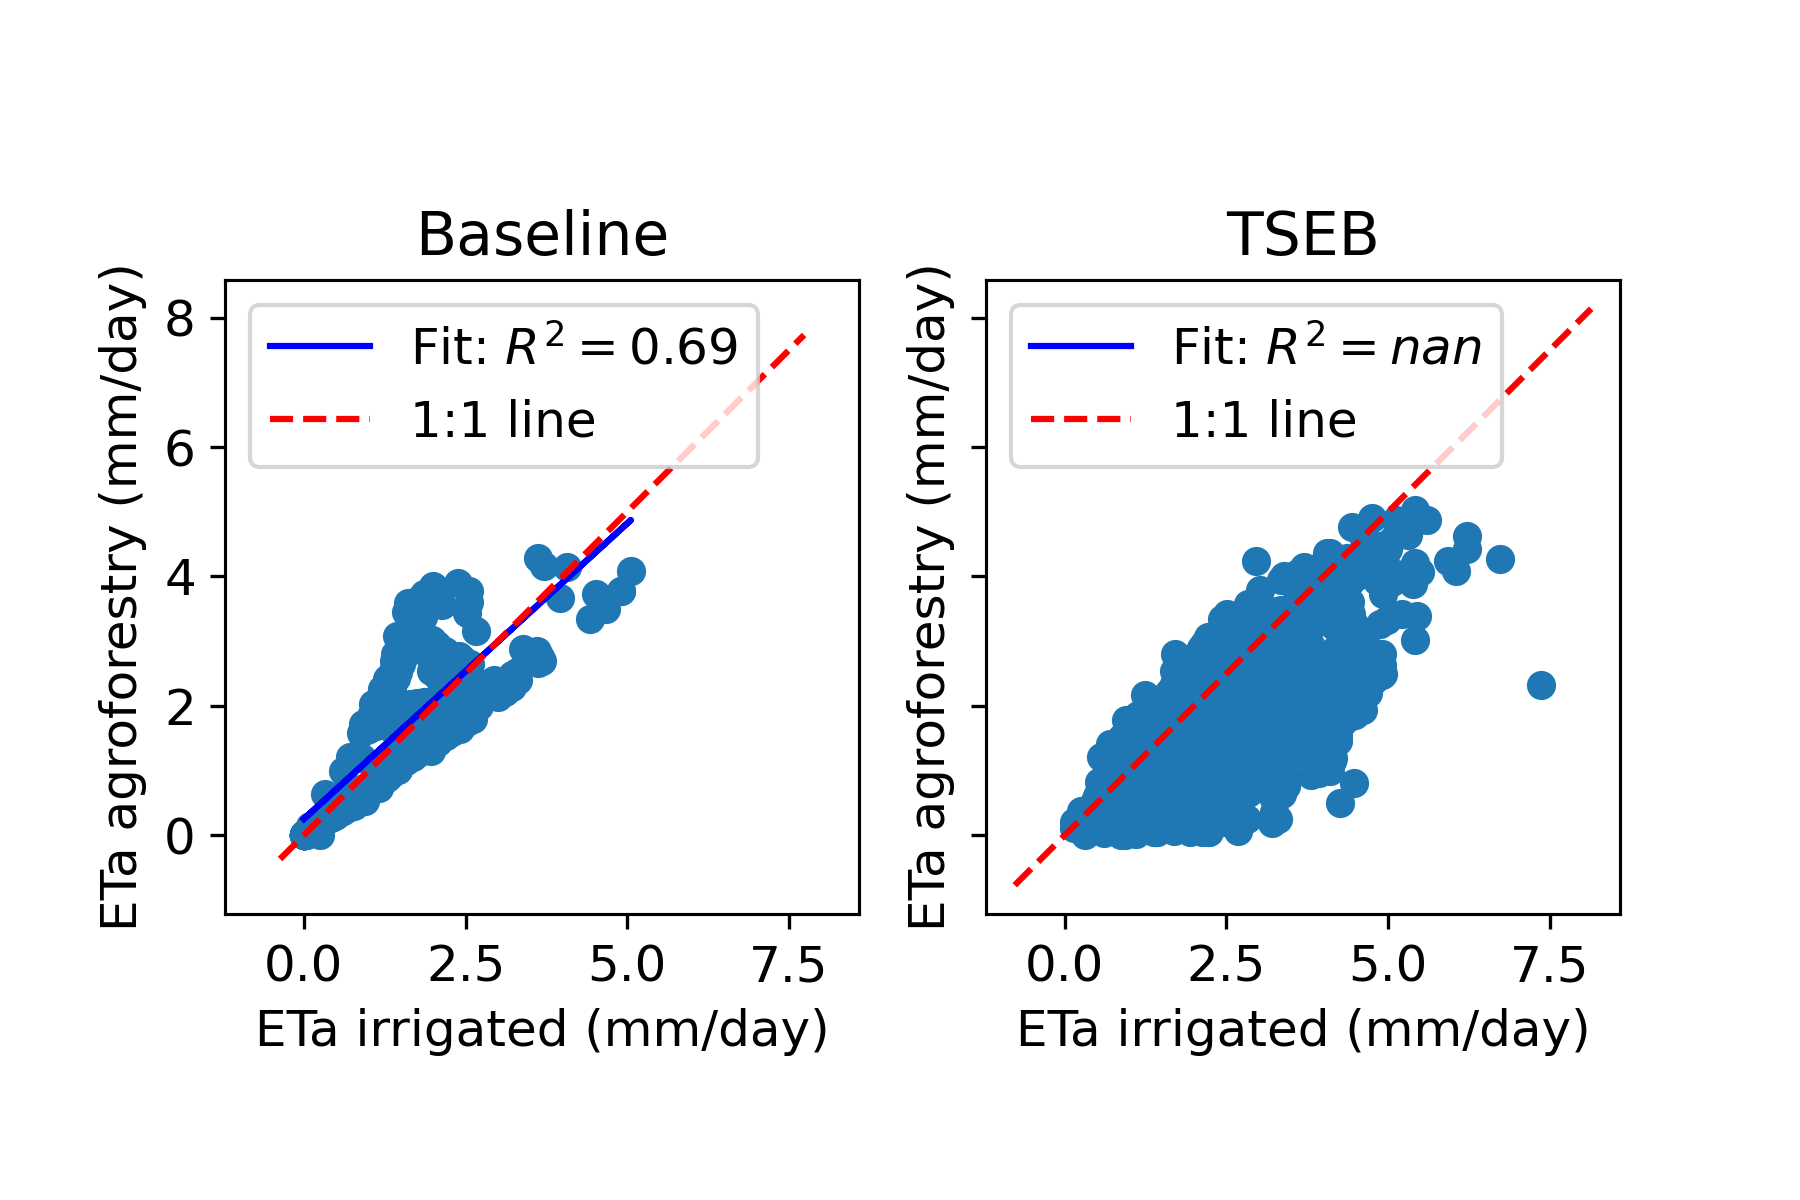 Baseline
ETa agroforestry (mm/day)
8
6
4
2
0
Fit: R² = 0.69
1:1 line
0.0 2.5 5.0 7.5
ETa irrigated (mm/day)
TSEB
ETa agroforestry (mm/day)
Fit: R² = nan
1:1 line
0.0 2.5 5.0 7.5
ETa irrigated (mm/day)